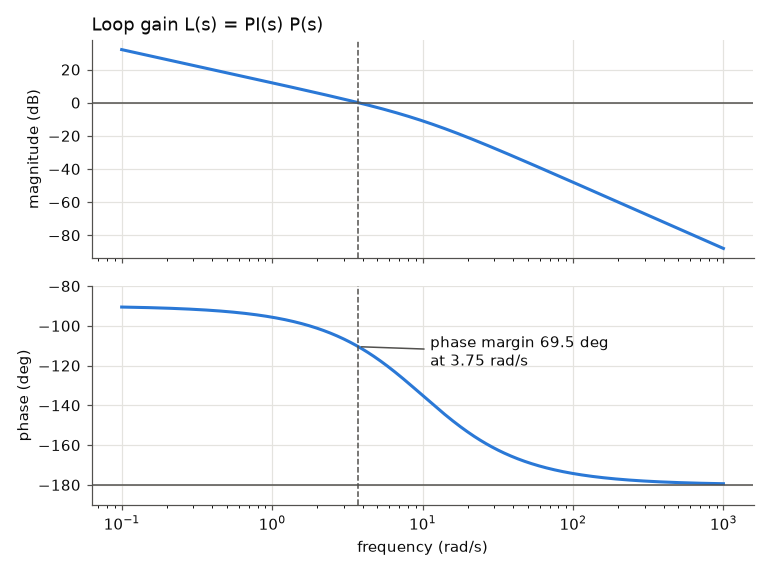 Loop gain L(s) = PI(s) P(s)
magnitude (dB)
20
0
−20
−40
−60
−80
phase (deg)
−80
−100
−120
−140
−160
−180
phase margin 69.5 deg
at 3.75 rad/s
10⁻¹ 10⁰ 10¹ 10² 10³
frequency (rad/s)